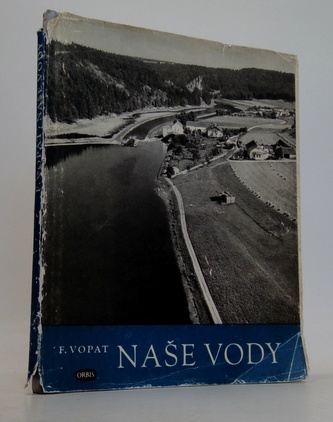 F. VOPAT NAŠE VODY
ORBIS